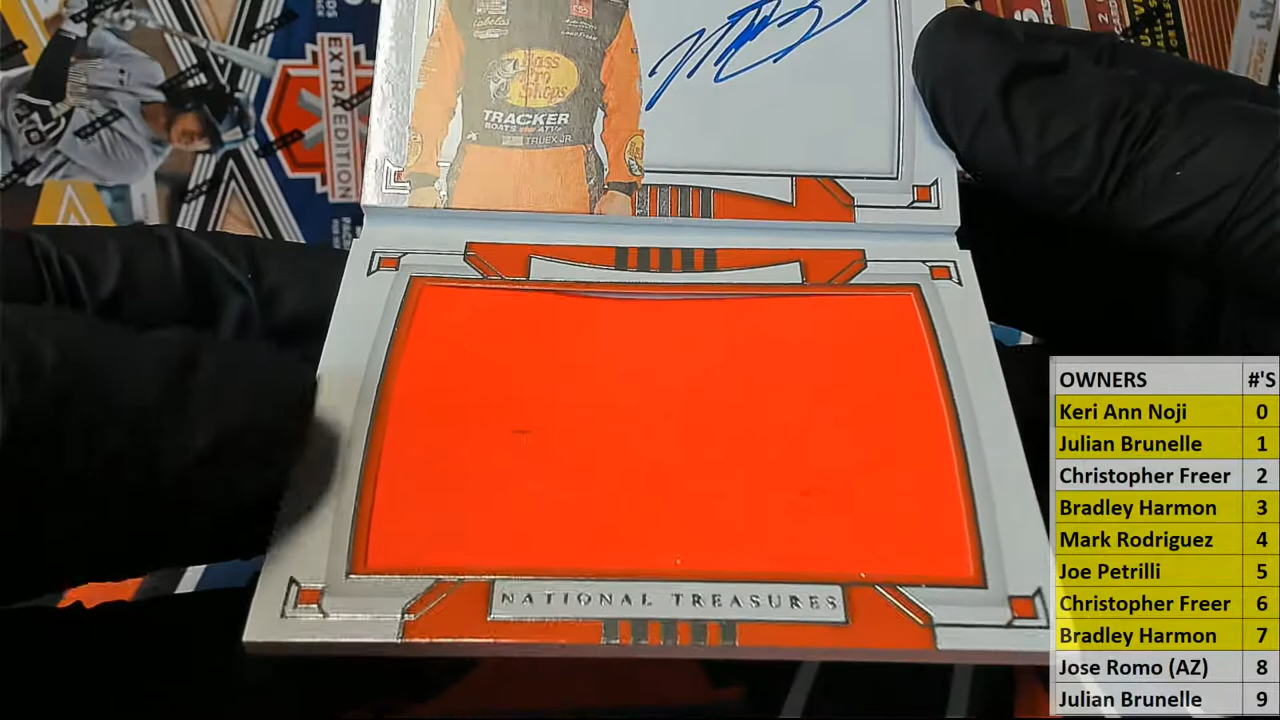 EXTRA EDITION
Cabela's
Bass
Pro
Shops
TRACKER
BOATS AND ATVs
TRUEX JR.
NATIONAL TREASURES
OWNERS #'S
Keri Ann Noji 0
Julian Brunelle 1
Christopher Freer 2
Bradley Harmon 3
Mark Rodriguez 4
Joe Petrilli 5
Christopher Freer 6
Bradley Harmon 7
Jose Romo (AZ) 8
Julian Brunelle 9